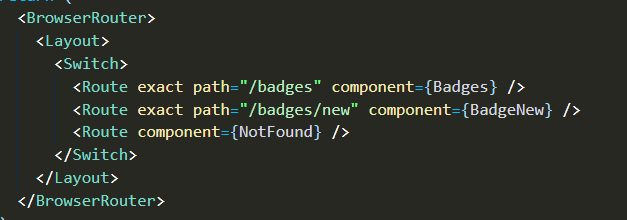 return (
<BrowserRouter>
<Layout>
<Switch>
<Route exact path="/badges" component={Badges} />
<Route exact path="/badges/new" component={BadgeNew} />
<Route component={NotFound} />
</Switch>
</Layout>
</BrowserRouter>
)